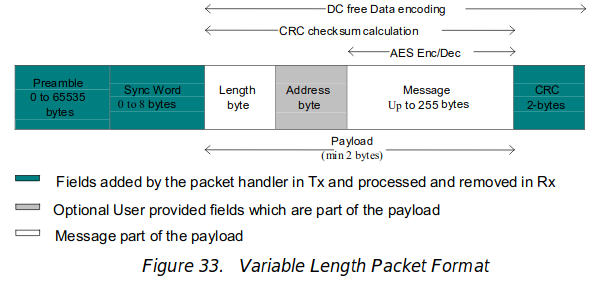 DC free Data encoding
CRC checksum calculation
AES Enc/Dec
Preamble
0 to 65535
bytes
Sync Word
0 to 8 bytes
Length
byte
Address
byte
Message
Up to 255 bytes
CRC
2-bytes
Payload
(min 2 bytes)
Fields added by the packet handler in Tx and processed and removed in Rx
Optional User provided fields which are part of the payload
Message part of the payload
Figure 33. Variable Length Packet Format